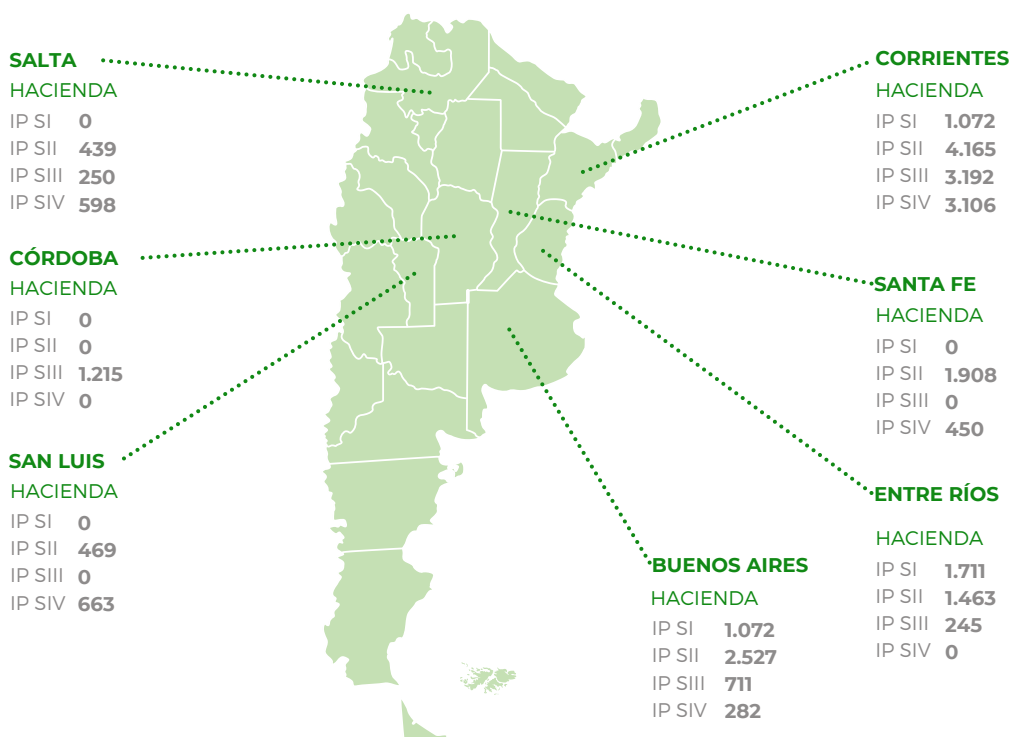 SALTA
HACIENDA
IP SI 0
IP SII 439
IP SIII 250
IP SIV 598
CÓRDOBA
HACIENDA
IP SI 0
IP SII 0
IP SIII 1.215
IP SIV 0
SAN LUIS
HACIENDA
IP SI 0
IP SII 469
IP SIII 0
IP SIV 663
BUENOS AIRES
HACIENDA
IP SI 1.072
IP SII 2.527
IP SIII 711
IP SIV 282
CORRIENTES
HACIENDA
IP SI 1.072
IP SII 4.165
IP SIII 3.192
IP SIV 3.106
SANTA FE
HACIENDA
IP SI 0
IP SII 1.908
IP SIII 0
IP SIV 450
ENTRE RÍOS
HACIENDA
IP SI 1.711
IP SII 1.463
IP SIII 245
IP SIV 0